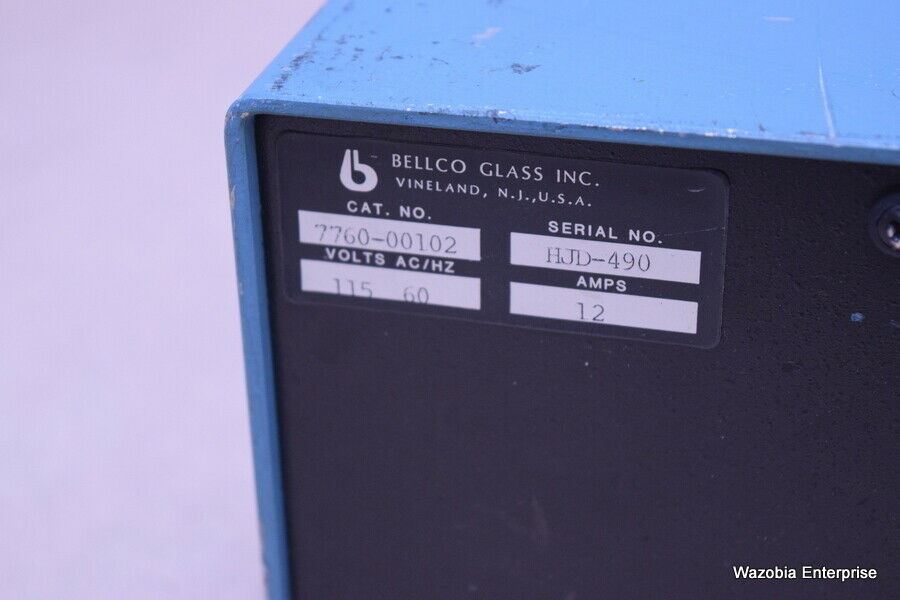 BELLCO GLASS INC.
VINELAND, N.J., U.S.A.
CAT. NO.
7760-00102
SERIAL NO.
HJD-490
VOLTS AC/HZ
115 60
AMPS
12
Wazobia Enterprise